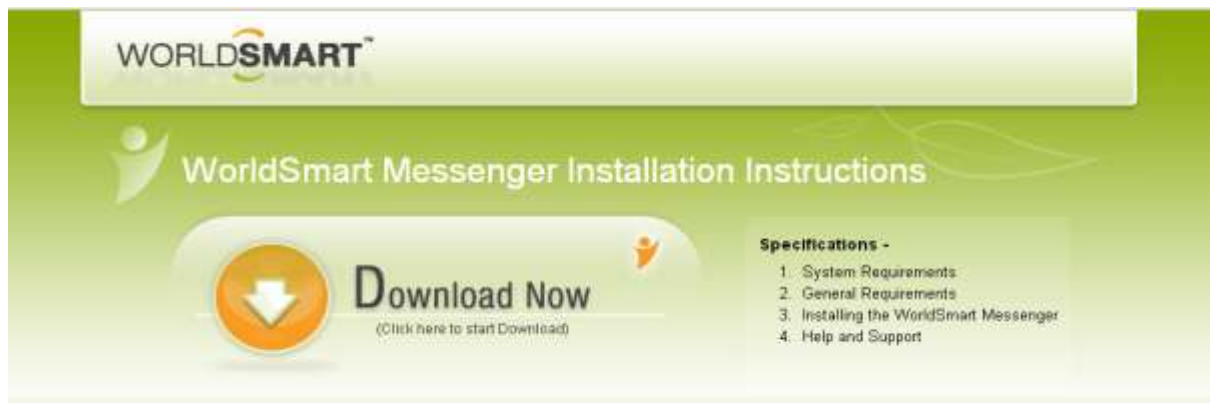 WORLDSMART™
WorldSmart Messenger Installation Instructions
Download Now
(Click here to start Download)
Specifications -
1. System Requirements
2. General Requirements
3. Installing the WorldSmart Messenger
4. Help and Support